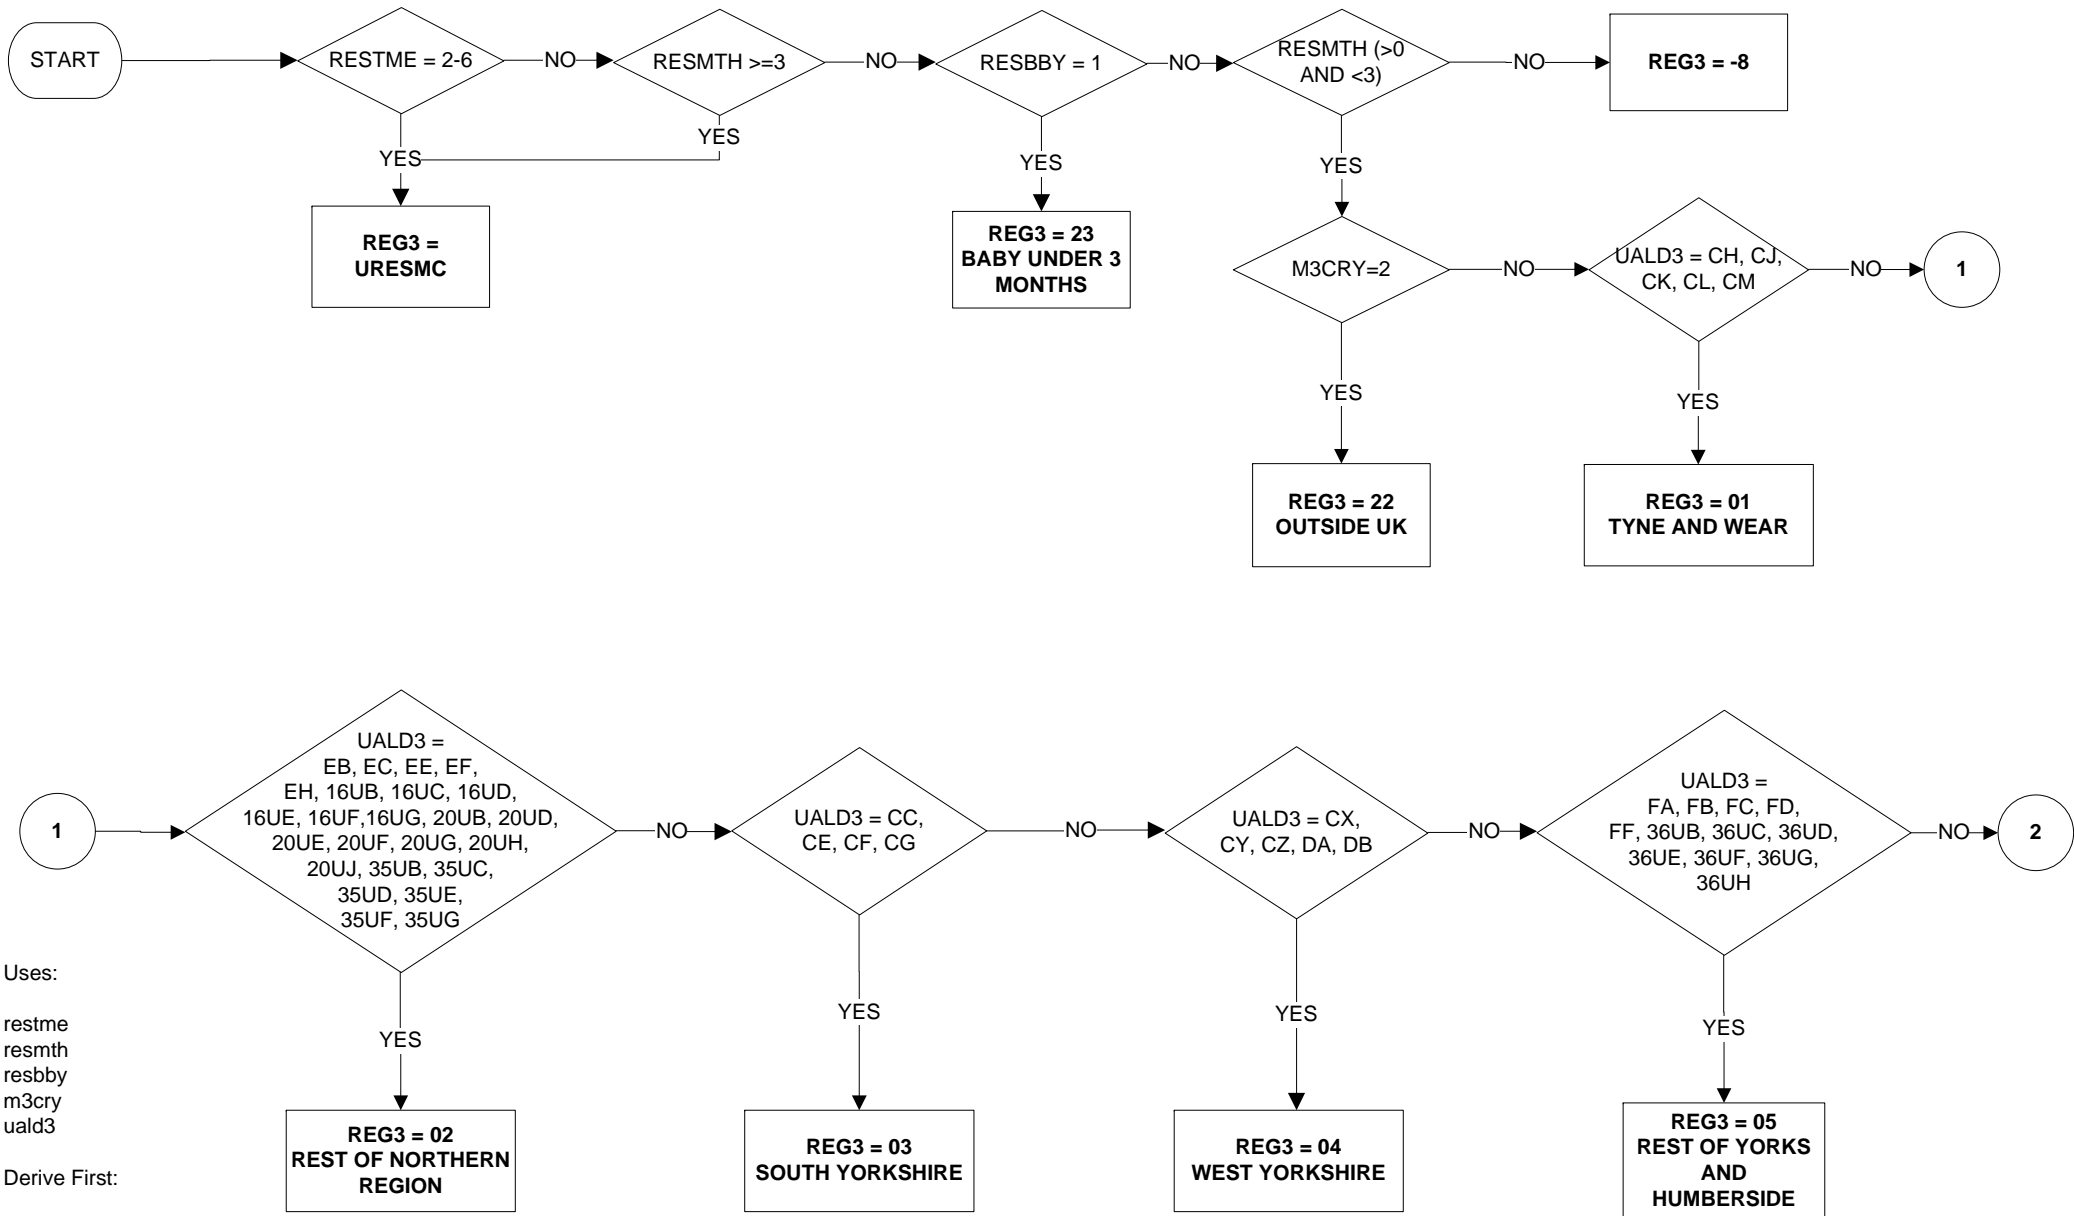 START
RESTME = 2-6
NO
RESMTH >=3
NO
RESBBY = 1
NO
RESMTH (>0
AND <3)
NO
REG3 = -8
YES
YES
YES
YES
REG3 =
URESMC
REG3 = 23
BABY UNDER 3
MONTHS
M3CRY=2
NO
UALD3 = CH, CJ,
CK, CL, CM
NO
1
YES
YES
REG3 = 22
OUTSIDE UK
REG3 = 01
TYNE AND WEAR
1
UALD3 =
EB, EC, EE, EF,
EH, 16UB, 16UC, 16UD,
16UE, 16UF,16UG, 20UB, 20UD,
20UE, 20UF, 20UG, 20UH,
20UJ, 35UB, 35UC,
35UD, 35UE,
35UF, 35UG
NO
UALD3 = CC,
CE, CF, CG
NO
UALD3 = CX,
CY, CZ, DA, DB
NO
UALD3 =
FA, FB, FC, FD,
FF, 36UB, 36UC, 36UD,
36UE, 36UF, 36UG,
36UH
NO
2
YES
YES
YES
YES
REG3 = 02
REST OF NORTHERN
REGION
REG3 = 03
SOUTH YORKSHIRE
REG3 = 04
WEST YORKSHIRE
REG3 = 05
REST OF YORKS
AND
HUMBERSIDE
Uses:
restme
resmth
resbby
m3cry
uald3
Derive First: